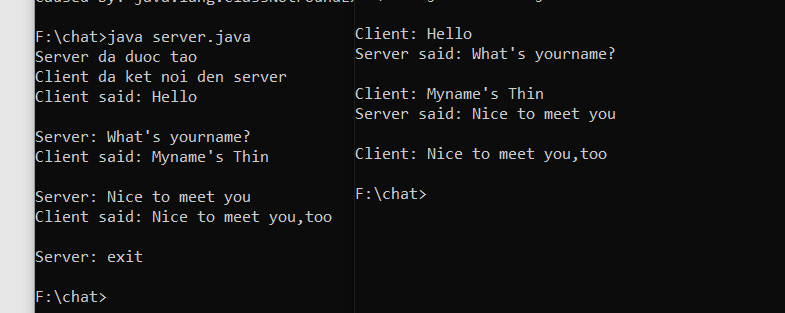 F:\chat>java server.java
Server da duoc tao
Client da ket noi den server
Client said: Hello
Server: What's yourname?
Client said: Myname's Thin
Server: Nice to meet you
Client said: Nice to meet you,too
Server: exit
F:\chat>
Client: Hello
Server said: What's yourname?
Client: Myname's Thin
Server said: Nice to meet you
Client: Nice to meet you,too
F:\chat>